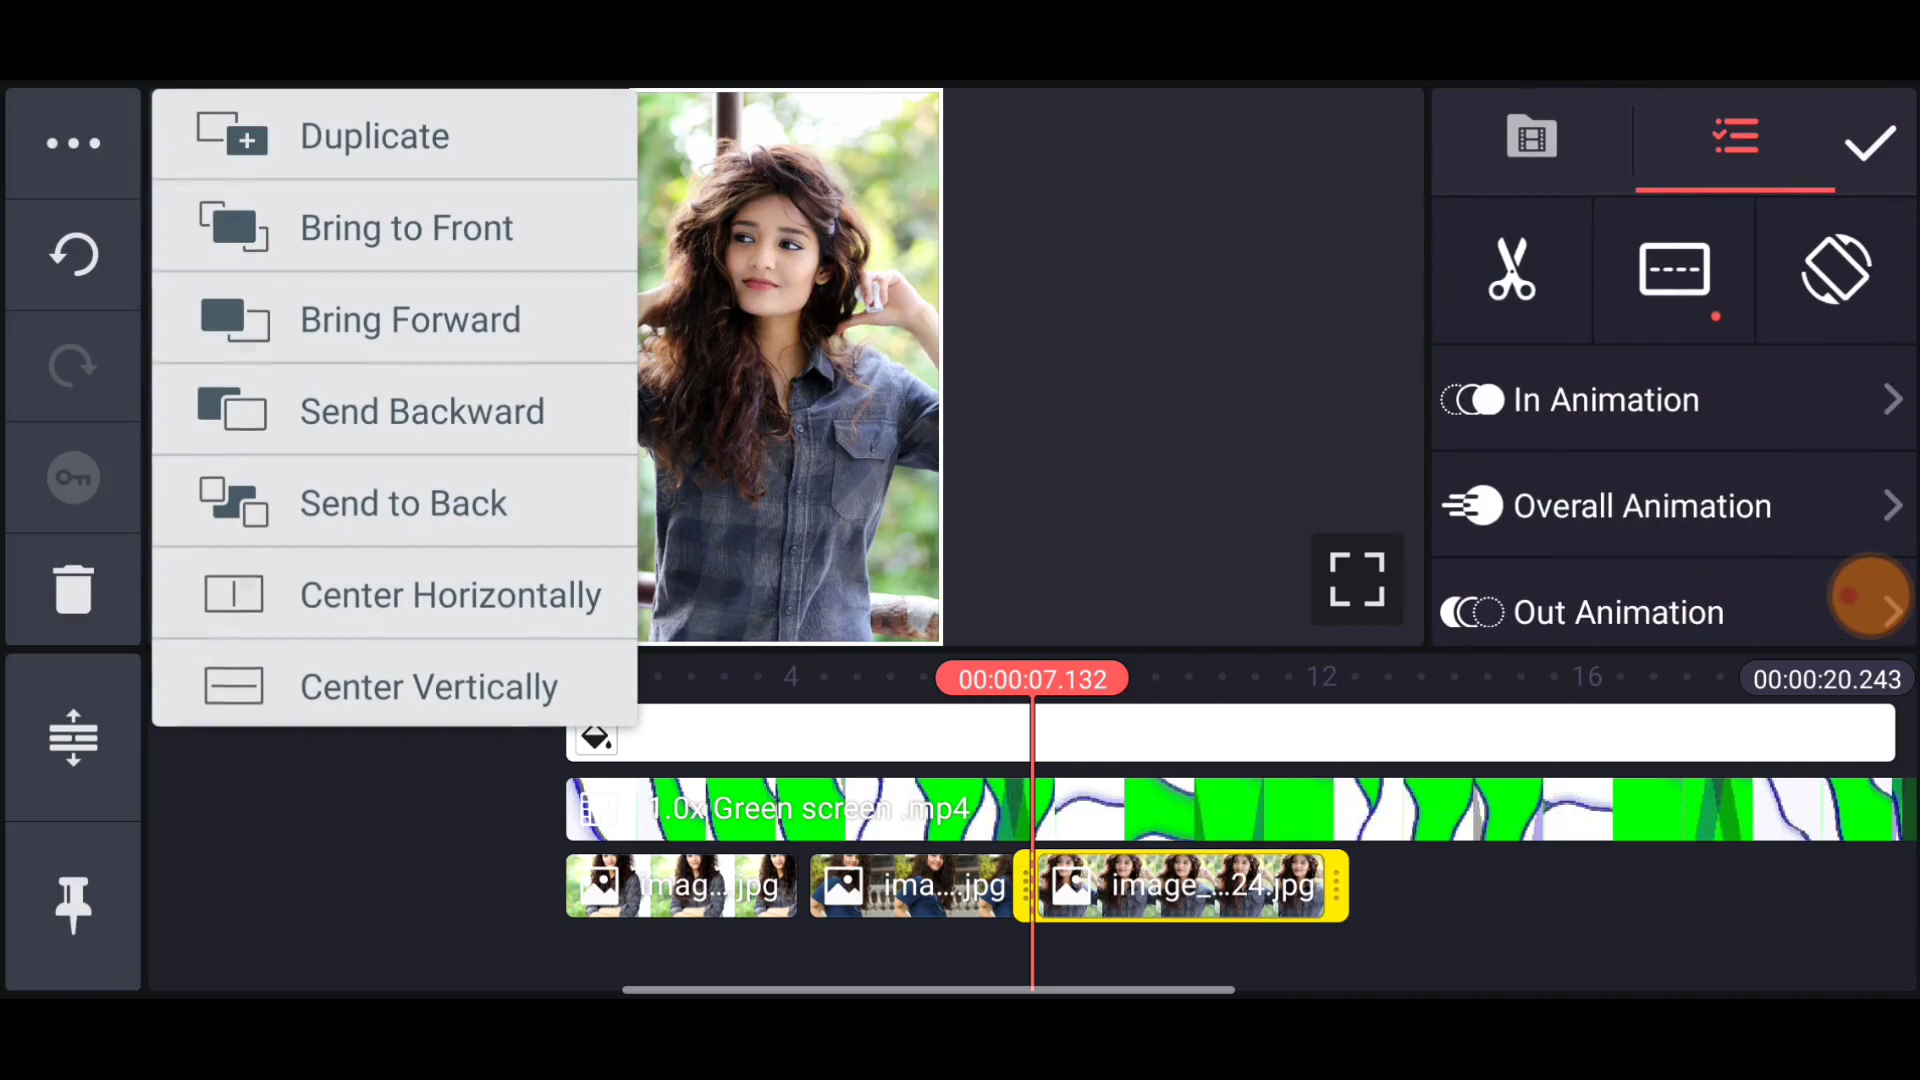 Duplicate
Bring to Front
Bring Forward
Send Backward
Send to Back
Center Horizontally
Center Vertically
In Animation
Overall Animation
Out Animation
4
00:00:07.132
12
16
00:00:20.243
1.0x Green screen .mp4
imag...jpg
ima....jpg
image_...24.jpg